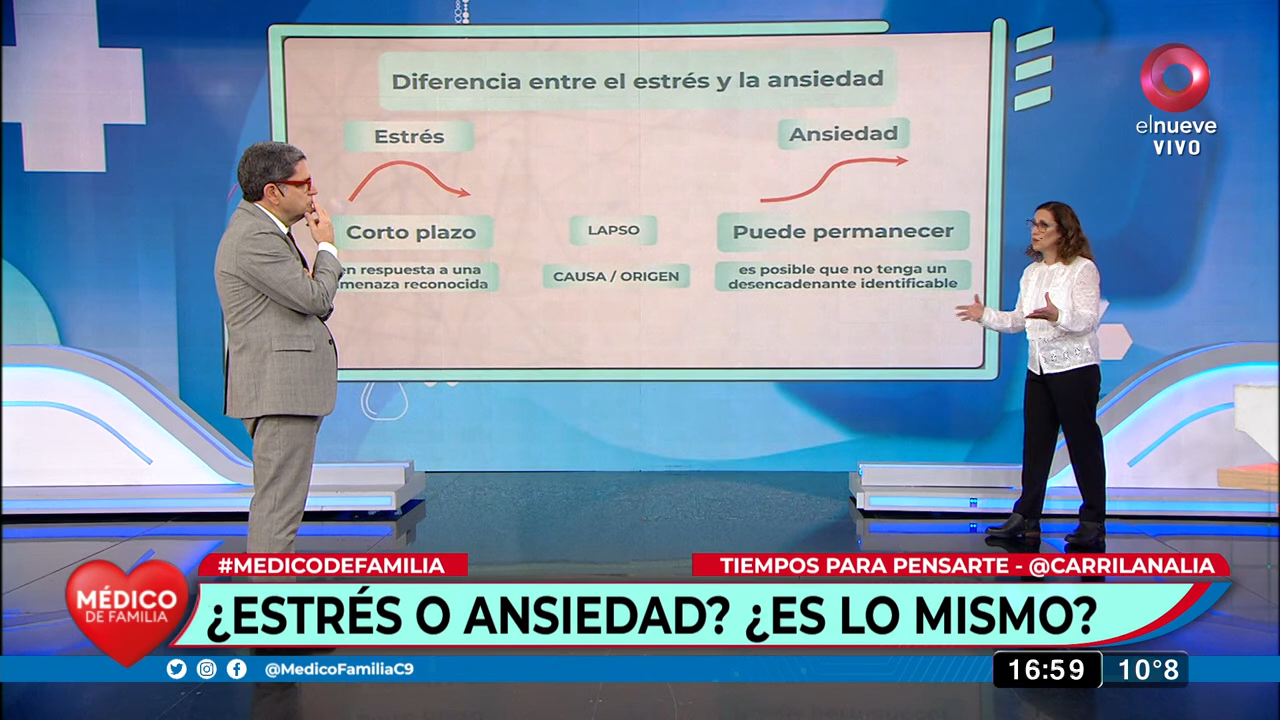 Diferencia entre el estrés y la ansiedad
Estrés
Ansiedad
Corto plazo
LAPSO
Puede permanecer
en respuesta a una
amenaza reconocida
CAUSA / ORIGEN
es posible que no tenga un
desencadenante identificable
elnueve
VIVO
#MEDICODEFAMILIA
TIEMPOS PARA PENSARTE - @CARRILANALIA
MÉDICO
DE FAMILIA
¿ESTRÉS O ANSIEDAD? ¿ES LO MISMO?
@MedicoFamiliaC9
16:59
10°8